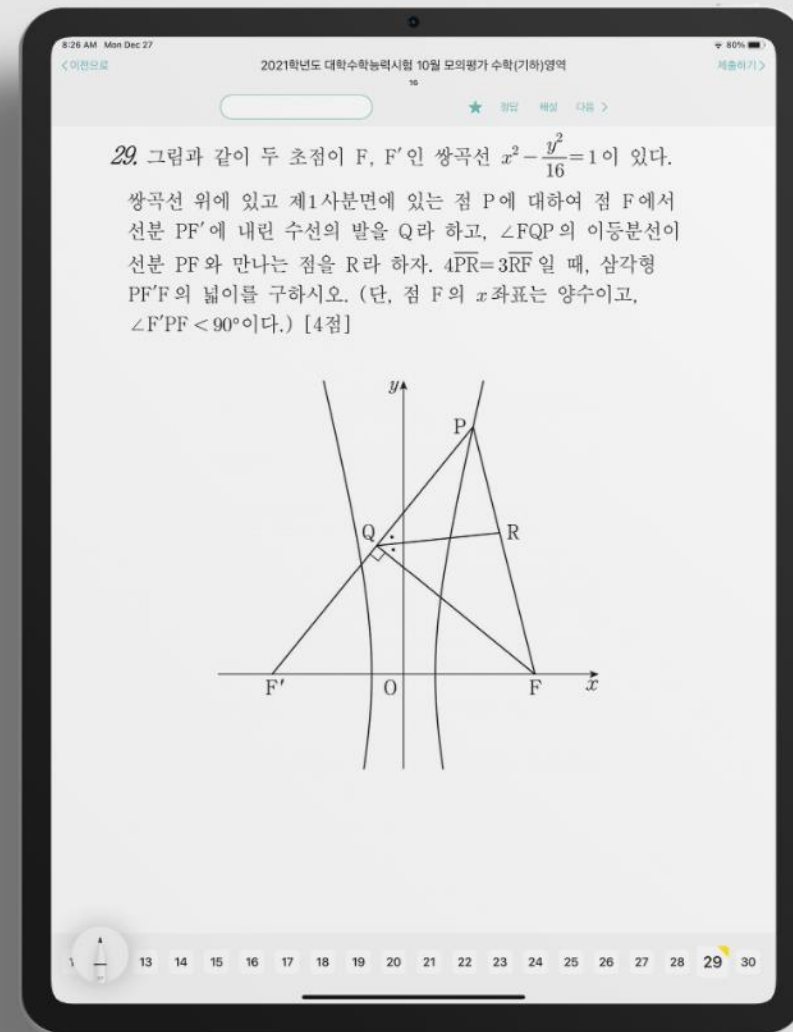 8:26 AM Mon Dec 27
80%
<이전으로
2021학년도 대학수학능력시험 10월 모의평가 수학(기하)영역
제출하기>
16
★ 정답 해설 다음 >
29. 그림과 같이 두 초점이 F, F′인 쌍곡선 x² − y²/16 = 1이 있다.
쌍곡선 위에 있고 제1사분면에 있는 점 P에 대하여 점 F에서
선분 PF′에 내린 수선의 발을 Q라 하고, ∠FQP의 이등분선이
선분 PF와 만나는 점을 R라 하자. 4PR=3RF일 때, 삼각형
PF′F의 넓이를 구하시오. (단, 점 F의 x좌표는 양수이고,
∠F′PF < 90°이다.) [4점]
y
P
Q
R
F′
O
F
x
13 14 15 16 17 18 19 20 21 22 23 24 25 26 27 28 29 30